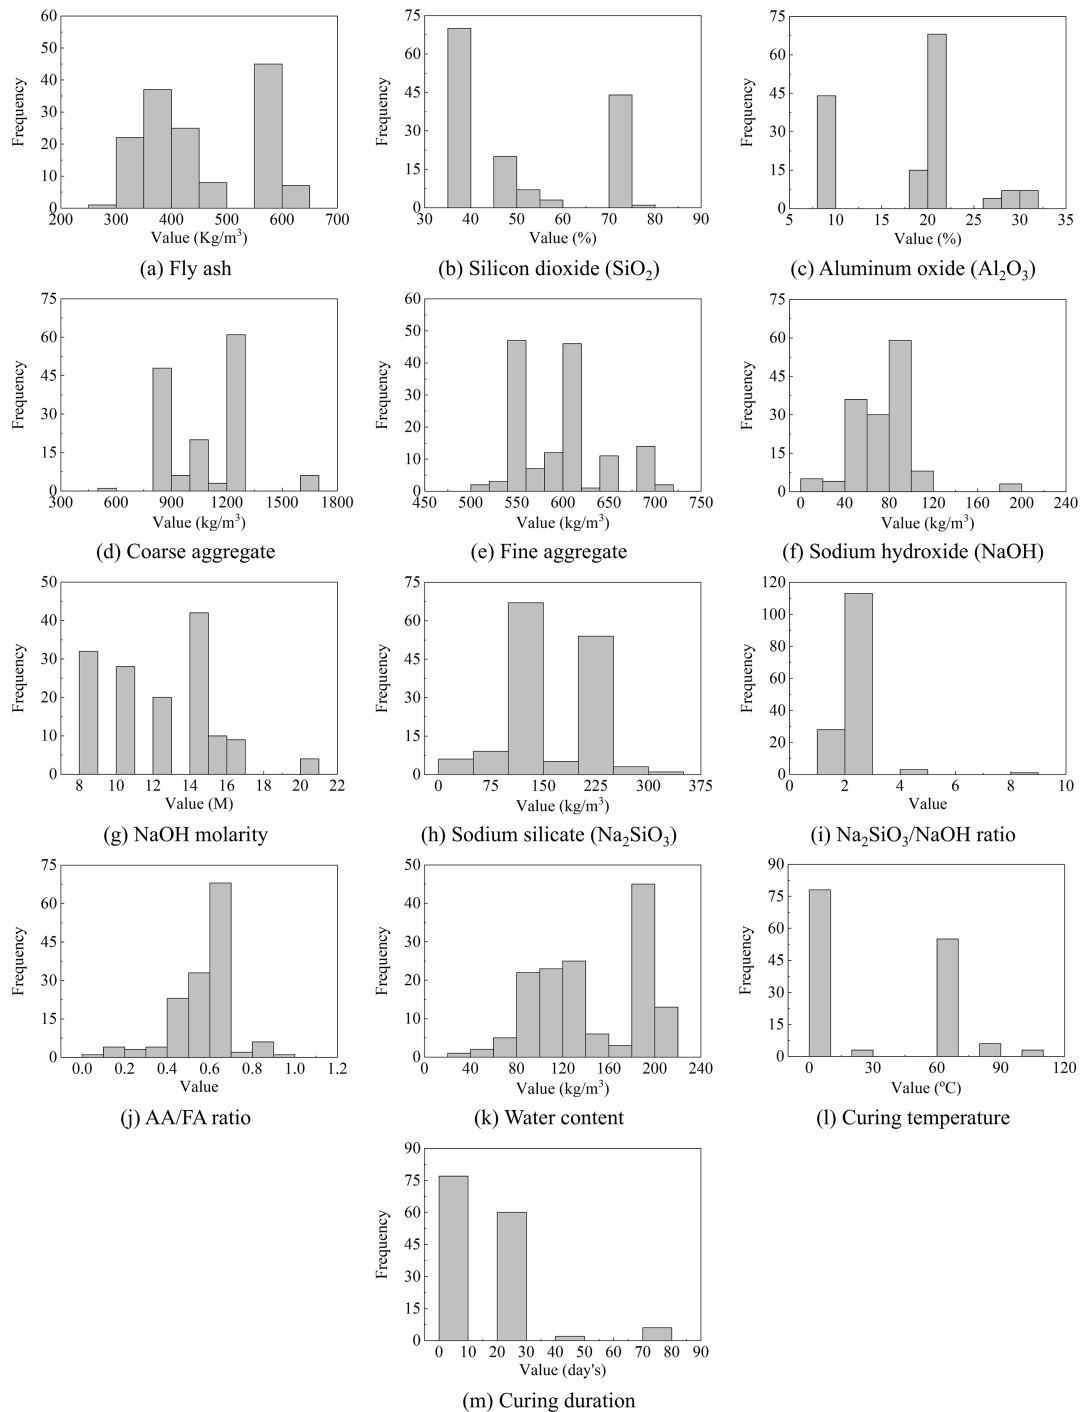 60
50
40
30
20
10
0
Frequency
200 300 400 500 600 700
Value (Kg/m³)
(a) Fly ash
75
60
45
30
15
0
Frequency
30 40 50 60 70 80 90
Value (%)
(b) Silicon dioxide (SiO₂)
75
60
45
30
15
0
Frequency
5 10 15 20 25 30 35
Value (%)
(c) Aluminum oxide (Al₂O₃)
75
60
45
30
15
0
Frequency
300 600 900 1200 1500 1800
Value (kg/m³)
(d) Coarse aggregate
60
50
40
30
20
10
0
Frequency
450 500 550 600 650 700 750
Value (kg/m³)
(e) Fine aggregate
75
60
45
30
15
0
Frequency
0 40 80 120 160 200 240
Value (kg/m³)
(f) Sodium hydroxide (NaOH)
50
40
30
20
10
0
Frequency
8 10 12 14 16 18 20 22
Value (M)
(g) NaOH molarity
75
60
45
30
15
0
Frequency
0 75 150 225 300 375
Value (kg/m³)
(h) Sodium silicate (Na₂SiO₃)
120
100
80
60
40
20
0
Frequency
0 2 4 6 8 10
Value
(i) Na₂SiO₃/NaOH ratio
75
60
45
30
15
0
Frequency
0.0 0.2 0.4 0.6 0.8 1.0 1.2
Value
(j) AA/FA ratio
50
40
30
20
10
0
Frequency
0 40 80 120 160 200 240
Value (kg/m³)
(k) Water content
90
75
60
45
30
15
0
Frequency
0 30 60 90 120
Value (°C)
(l) Curing temperature
90
75
60
45
30
15
0
Frequency
0 10 20 30 40 50 60 70 80 90
Value (day's)
(m) Curing duration